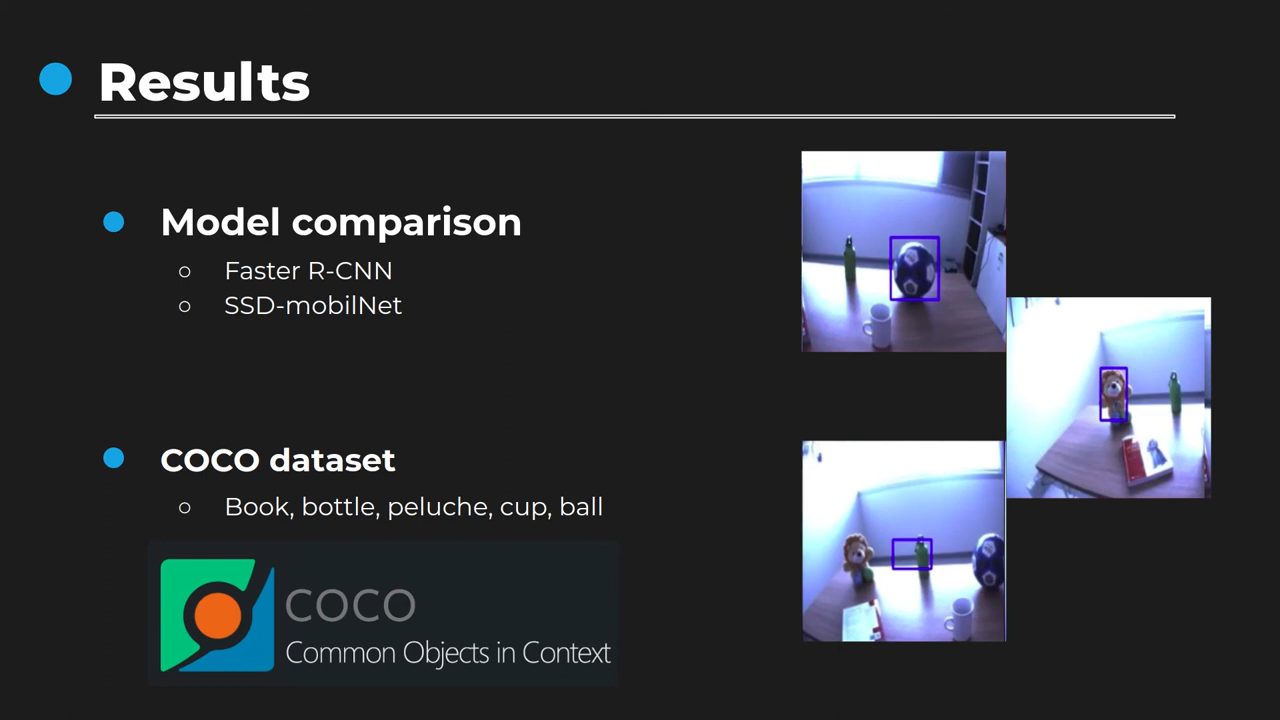 Results
Model comparison
Faster R-CNN
SSD-mobilNet
COCO dataset
Book, bottle, peluche, cup, ball
COCO
Common Objects in Context